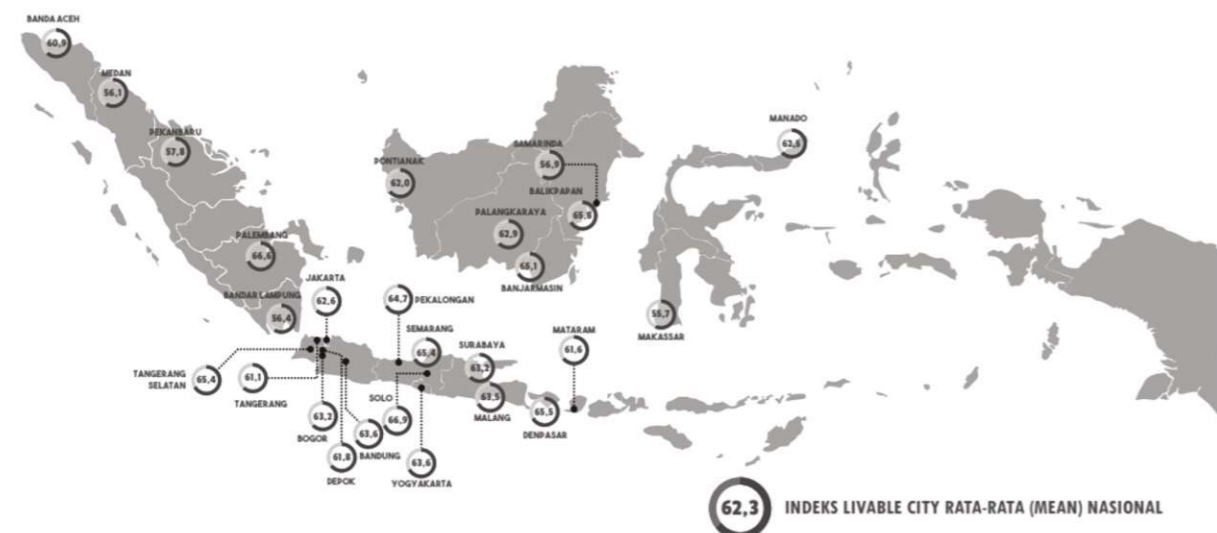 BANDA ACEH
60,9
MEDAN
56,1
PEKANBARU
57,8
PALEMBANG
66,6
BANDAR LAMPUNG
56,4
JAKARTA
62,6
TANGERANG
SELATAN
65,4
61,1
TANGERANG
63,2
BOGOR
61,8
DEPOK
63,6
BANDUNG
64,7 PEKALONGAN
SEMARANG
65,4
SOLO
66,9
63,6
YOGYAKARTA
SURABAYA
63,2
63,5
MALANG
65,5
DENPASAR
MATARAM
61,6
PONTIANAK
62,0
SAMARINDA
56,9
BALIKPAPAN
65,8
PALANGKARAYA
62,9
65,1
BANJARMASIN
MANADO
62,5
55,7
MAKASSAR
62,3 INDEKS LIVABLE CITY RATA-RATA (MEAN) NASIONAL